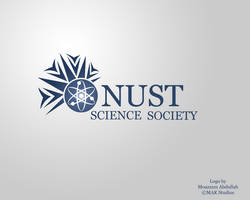 NUST
SCIENCE SOCIETY
Logo by
Moazzam Abdullah
©MAK Studios